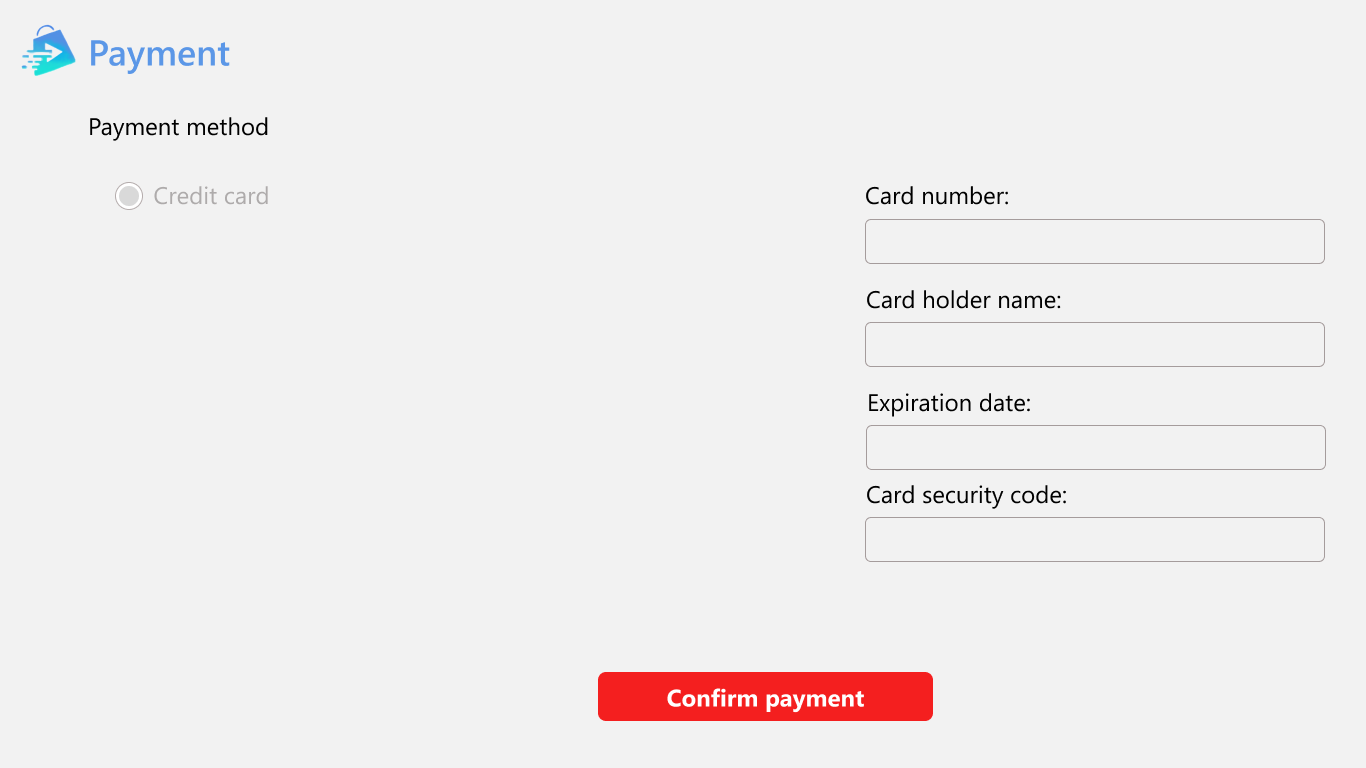 Payment
Payment method
Credit card
Card number:
Card holder name:
Expiration date:
Card security code:
Confirm payment